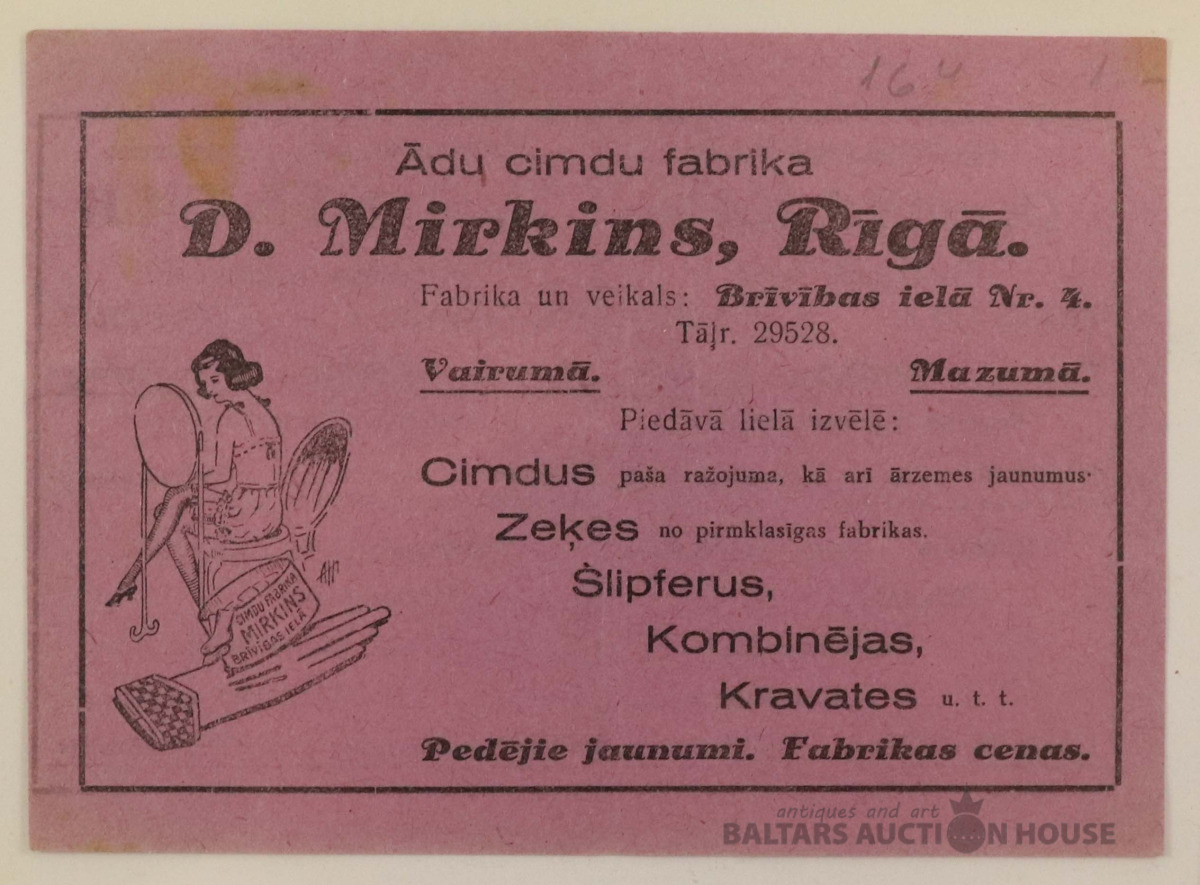 164 1
Ādu cimdu fabrika
D. Mirkins, Rīgā.
Fabrika un veikals: Brīvības ielā Nr. 4.
Tāļr. 29528.
Vairumā. Mazumā.
Piedāvā lielā izvēlē:
Cimdus paša ražojuma, kā arī ārzemes jaunumus.
Zeķes no pirmklasīgas fabrikas.
Šlipferus,
Kombinējas,
Kravates u. t. t.
Pedējie jaunumi. Fabrikas cenas.
CIMDU FABRIKA
MIRKINS
BRĪVĪBAS IELĀ
antiques and art
BALTARS AUCTION HOUSE